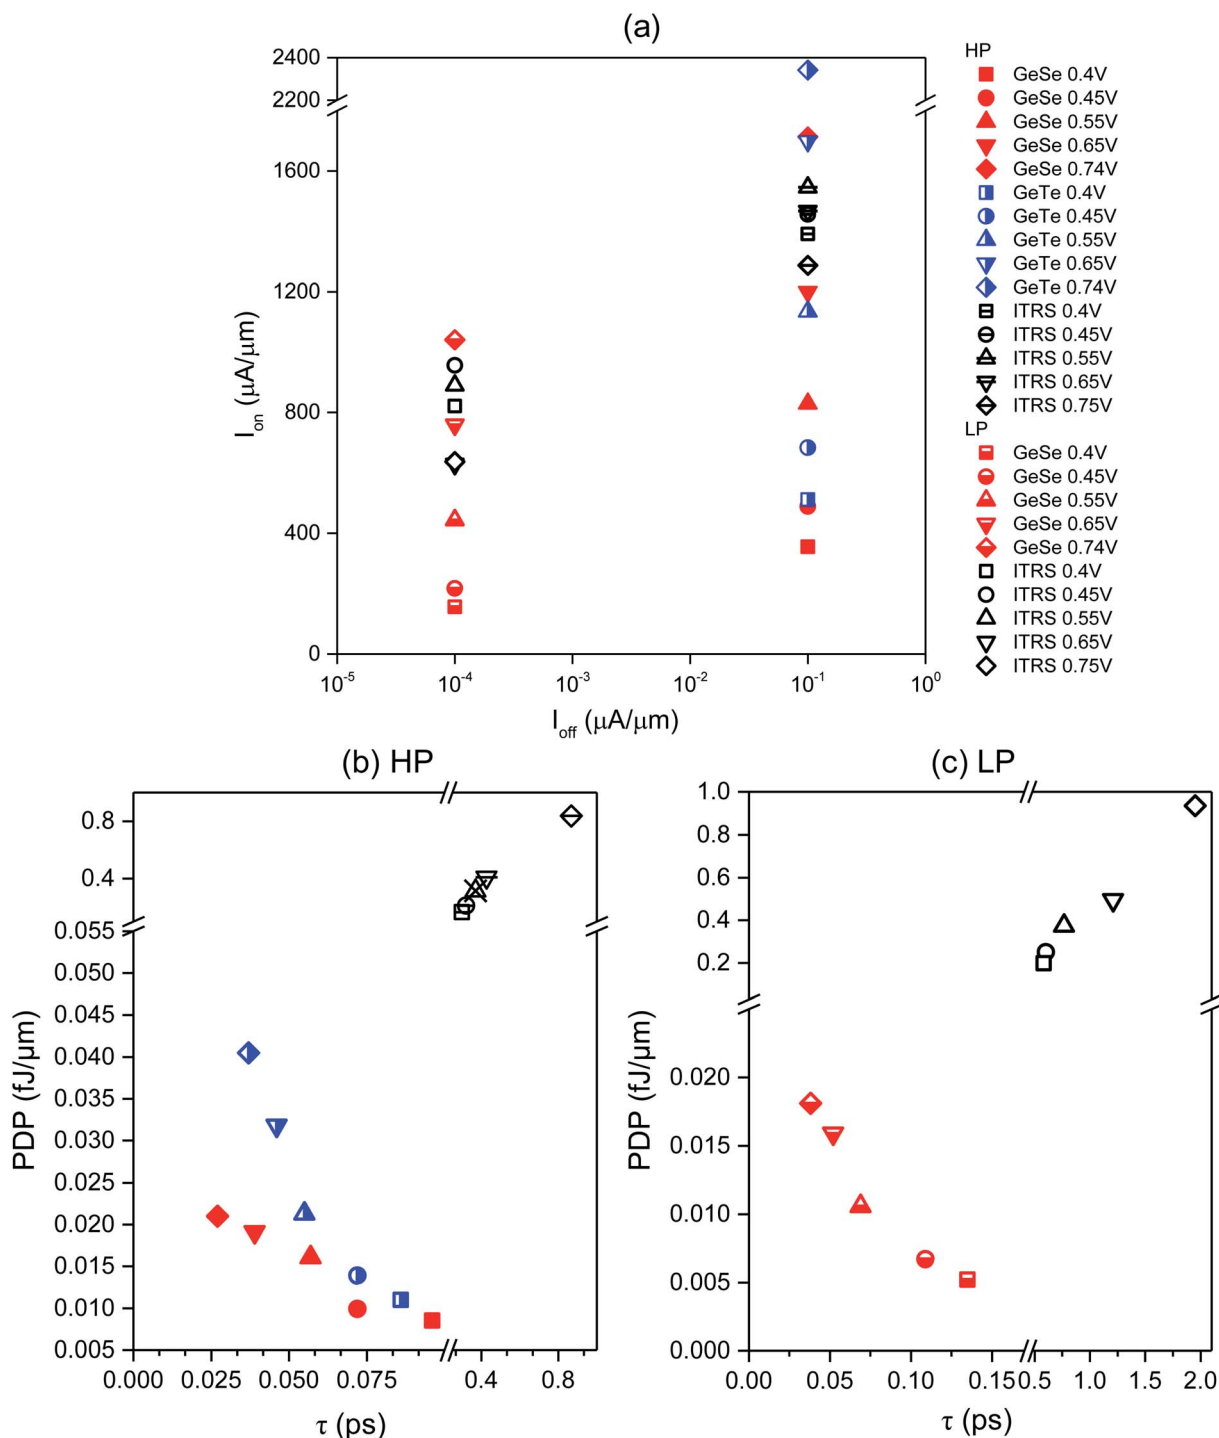 (a)
2400
2200
1600
1200
800
400
0
I_on (μA/μm)
10^-5
10^-4
10^-3
10^-2
10^-1
10^0
I_off (μA/μm)
HP
GeSe 0.4V
GeSe 0.45V
GeSe 0.55V
GeSe 0.65V
GeSe 0.74V
GeTe 0.4V
GeTe 0.45V
GeTe 0.55V
GeTe 0.65V
GeTe 0.74V
ITRS 0.4V
ITRS 0.45V
ITRS 0.55V
ITRS 0.65V
ITRS 0.75V
LP
GeSe 0.4V
GeSe 0.45V
GeSe 0.55V
GeSe 0.65V
GeSe 0.74V
ITRS 0.4V
ITRS 0.45V
ITRS 0.55V
ITRS 0.65V
ITRS 0.75V
(b) HP
0.8
0.4
0.055
0.050
0.045
0.040
0.035
0.030
0.025
0.020
0.015
0.010
0.005
PDP (fJ/μm)
0.000
0.025
0.050
0.075
0.4
0.8
τ (ps)
(c) LP
1.0
0.8
0.6
0.4
0.2
0.020
0.015
0.010
0.005
0.000
PDP (fJ/μm)
0.00
0.05
0.10
0.15
0.5
1.0
1.5
2.0
τ (ps)